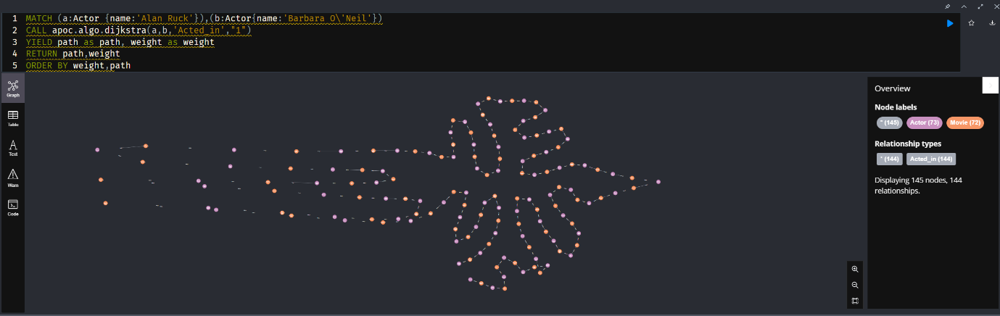 1 MATCH (a:Actor {name:'Alan Ruck'}),(b:Actor{name:'Barbara O\'Neil'})
2 CALL apoc.algo.dijkstra(a,b,'Acted_in',"1")
3 YIELD path as path, weight as weight
4 RETURN path,weight
5 ORDER BY weight,path
Graph
Table
Text
Warn
Code
Overview
Node labels
* (145) Actor (73) Movie (72)
Relationship types
* (144) Acted_in (144)
Displaying 145 nodes, 144
relationships.